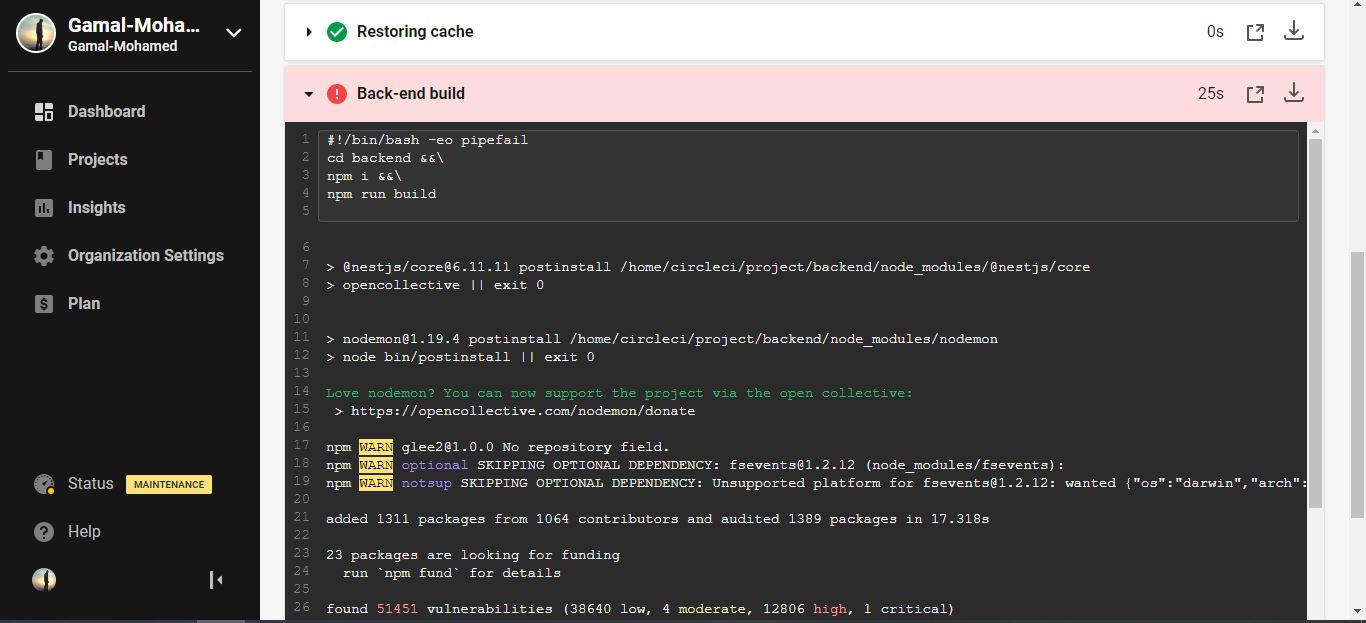 Gamal-Moha...
Gamal-Mohamed
Dashboard
Projects
Insights
Organization Settings
Plan
Status MAINTENANCE
Help
Restoring cache 0s
Back-end build 25s
1 #!/bin/bash -eo pipefail
2 cd backend &&\
3 npm i &&\
4 npm run build
5
6
7 > @nestjs/core@6.11.11 postinstall /home/circleci/project/backend/node_modules/@nestjs/core
8 > opencollective || exit 0
9
10
11 > nodemon@1.19.4 postinstall /home/circleci/project/backend/node_modules/nodemon
12 > node bin/postinstall || exit 0
13
14 Love nodemon? You can now support the project via the open collective:
15 > https://opencollective.com/nodemon/donate
16
17 npm WARN glee2@1.0.0 No repository field.
18 npm WARN optional SKIPPING OPTIONAL DEPENDENCY: fsevents@1.2.12 (node_modules/fsevents):
19 npm WARN notsup SKIPPING OPTIONAL DEPENDENCY: Unsupported platform for fsevents@1.2.12: wanted {"os":"darwin","arch":
20
21 added 1311 packages from 1064 contributors and audited 1389 packages in 17.318s
22
23 23 packages are looking for funding
24 run `npm fund` for details
25
26 found 51451 vulnerabilities (38640 low, 4 moderate, 12806 high, 1 critical)